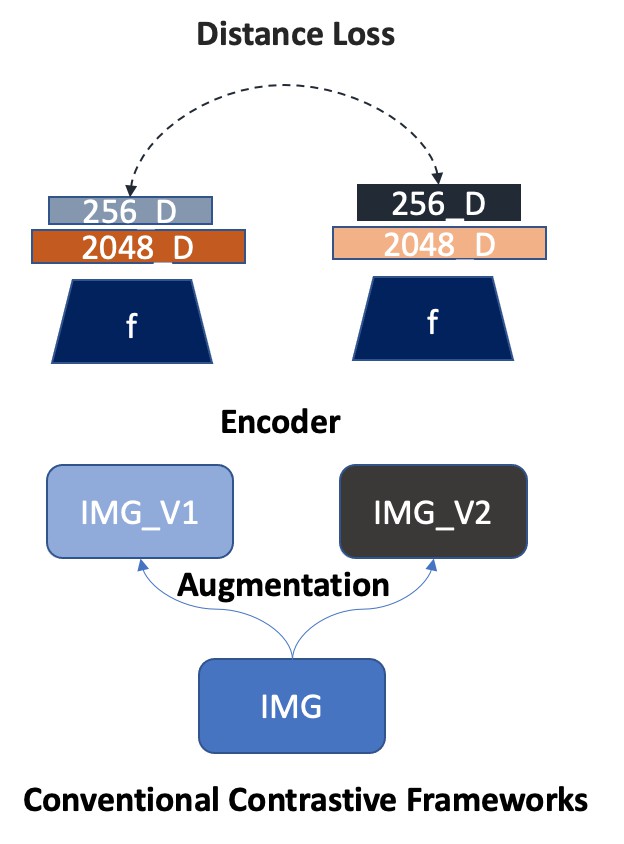 Distance Loss
256_D
256_D
2048_D
2048_D
f
f
Encoder
IMG_V1
IMG_V2
Augmentation
IMG
Conventional Contrastive Frameworks